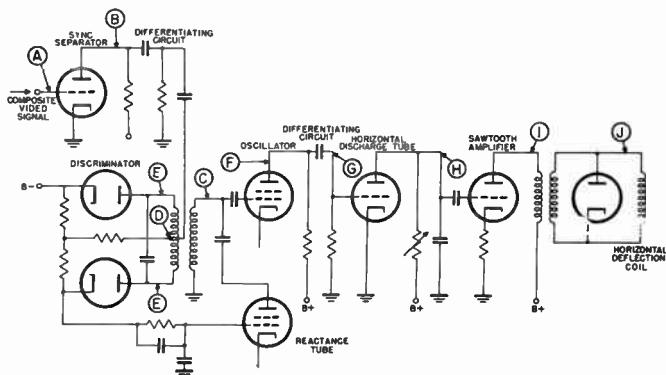 B
SYNC
SEPARATOR
DIFFERENTIATING
CIRCUIT
A
COMPOSITE
VIDEO
SIGNAL
DISCRIMINATOR
B-
E
D
C
E
F
OSCILLATOR
DIFFERENTIATING
CIRCUIT
G
HORIZONTAL
DISCHARGE TUBE
H
SAWTOOTH
AMPLIFIER
I
J
HORIZONTAL
DEFLECTION
COIL
B+
B+
B+
REACTANCE
TUBE